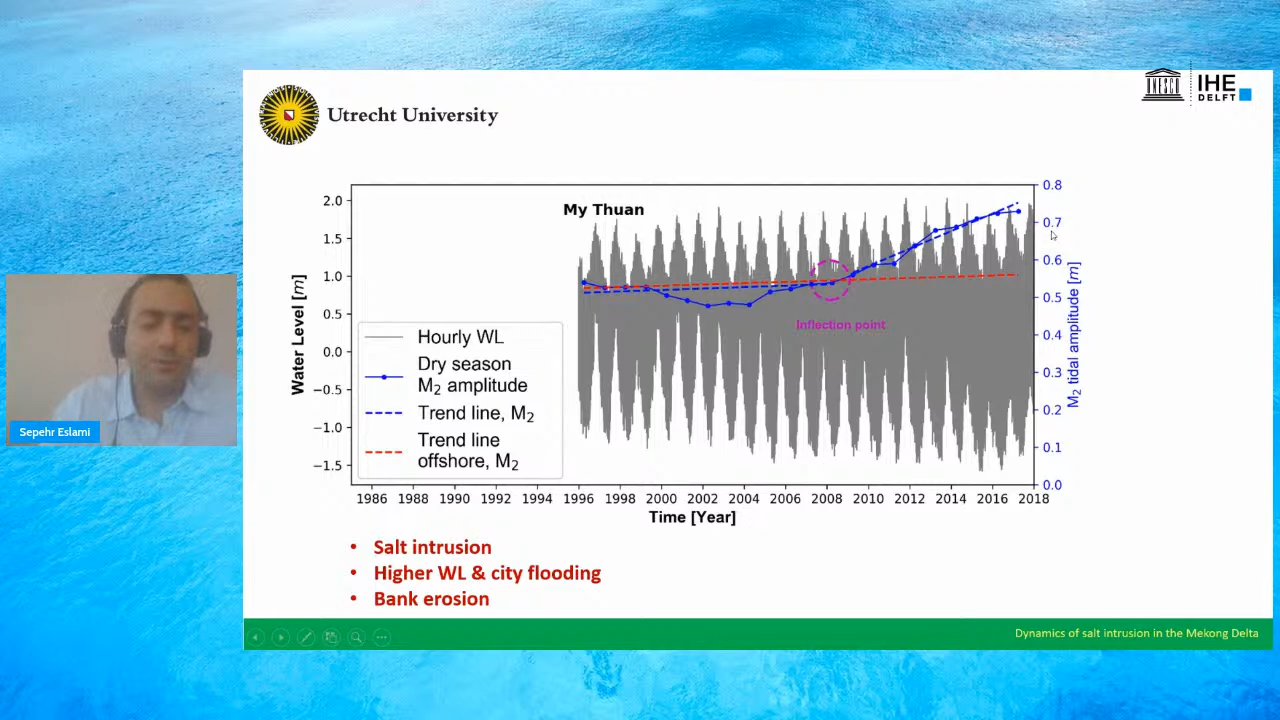 UNESCO
IHE
DELFT
Utrecht University
My Thuan
Inflection point
Hourly WL
Dry season
M2 amplitude
Trend line, M2
Trend line
offshore, M2
Water Level [m]
2.0
1.5
1.0
0.5
0.0
−0.5
−1.0
−1.5
0.8
0.7
0.6
0.5
0.4
0.3
0.2
0.1
0.0
M2 tidal amplitude [m]
1986 1988 1990 1992 1994 1996 1998 2000 2002 2004 2006 2008 2010 2012 2014 2016 2018
Time [Year]
Sepehr Eslami
• Salt intrusion
• Higher WL & city flooding
• Bank erosion
Dynamics of salt intrusion in the Mekong Delta